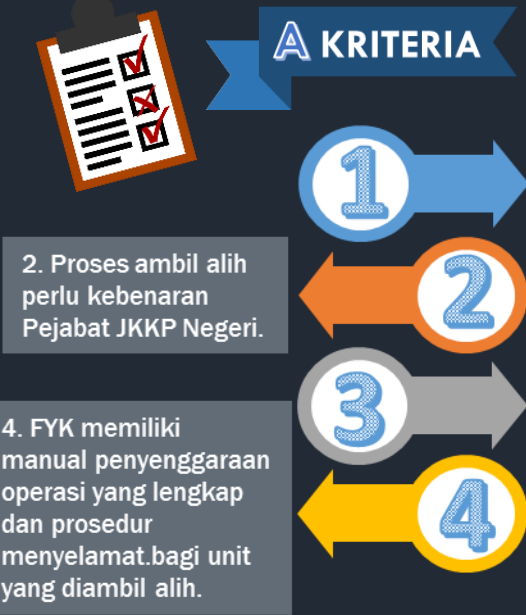 A KRITERIA
1
2
2. Proses ambil alih
perlu kebenaran
Pejabat JKKP Negeri.
3
4
4. FYK memiliki
manual penyenggaraan
operasi yang lengkap
dan prosedur
menyelamat.bagi unit
yang diambil alih.